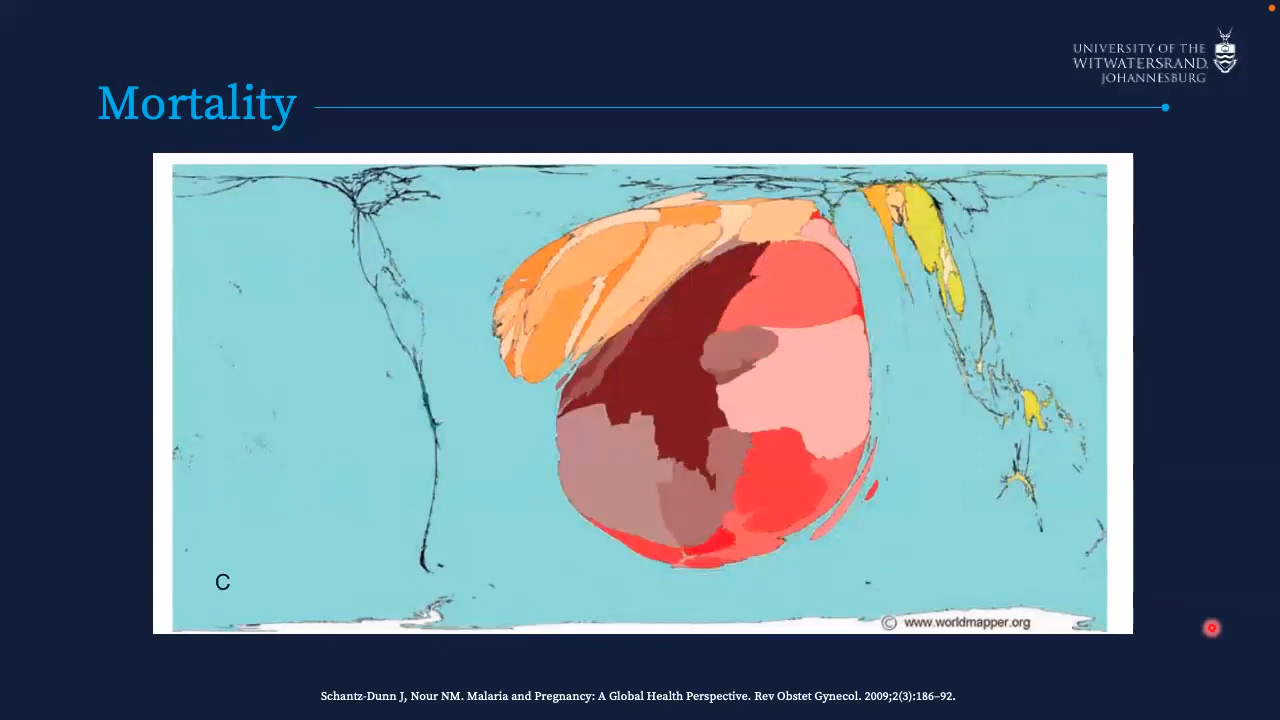 UNIVERSITY OF THE
WITWATERSRAND,
JOHANNESBURG
Mortality
C
© www.worldmapper.org
Schantz-Dunn J, Nour NM. Malaria and Pregnancy: A Global Health Perspective. Rev Obstet Gynecol. 2009;2(3):186–92.